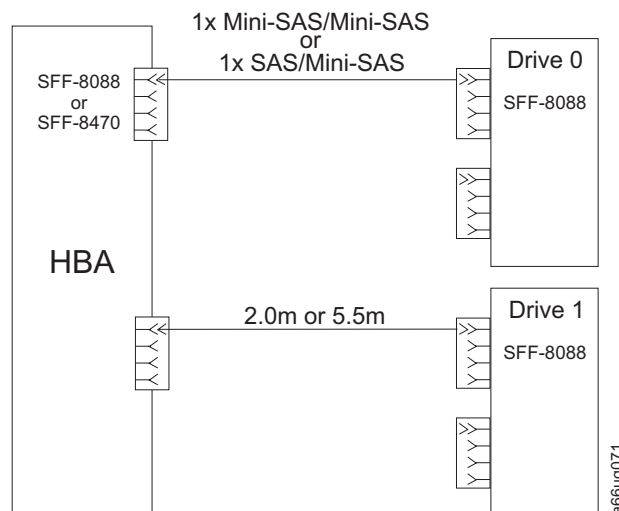 1x Mini-SAS/Mini-SAS
or
1x SAS/Mini-SAS
SFF-8088
or
SFF-8470
Drive 0
SFF-8088
HBA
2.0m or 5.5m
Drive 1
SFF-8088
a66ug071